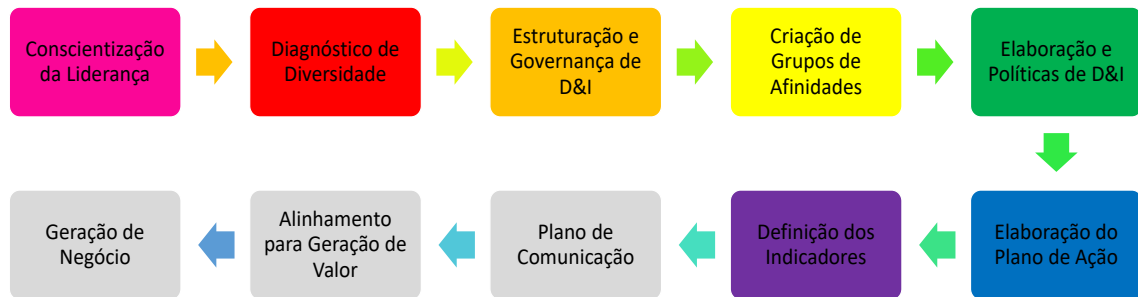 Conscientização
da Liderança
Diagnóstico de
Diversidade
Estruturação e
Governança de
D&I
Criação de
Grupos de
Afinidades
Elaboração e
Políticas de D&I
Elaboração do
Plano de Ação
Definição dos
Indicadores
Plano de
Comunicação
Alinhamento
para Geração de
Valor
Geração de
Negócio